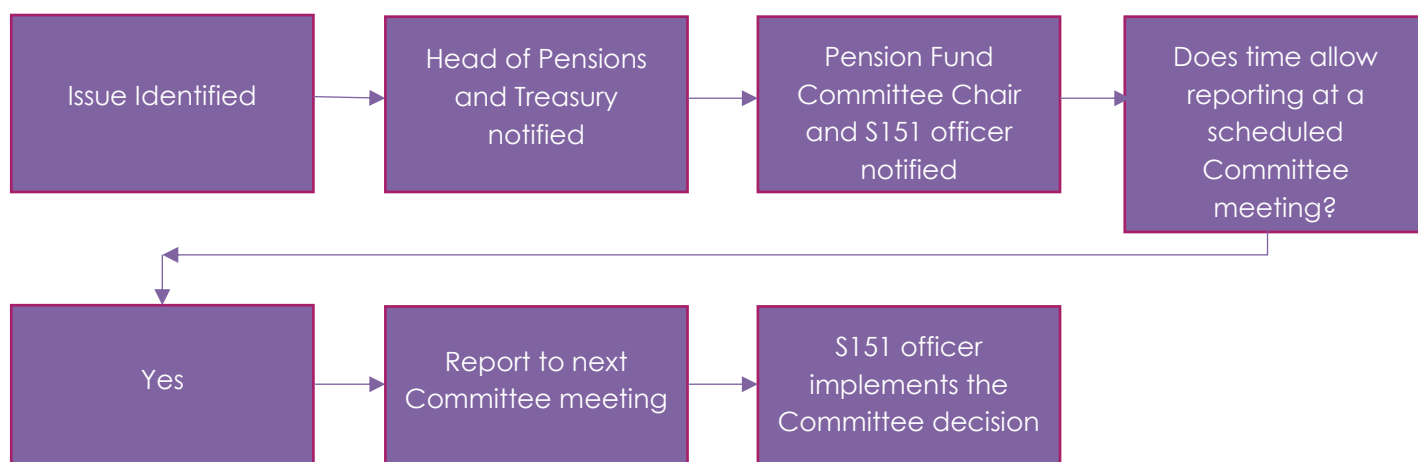 Issue Identified
Head of Pensions
and Treasury
notified
Pension Fund
Committee Chair
and S151 officer
notified
Does time allow
reporting at a
scheduled
Committee
meeting?
Yes
Report to next
Committee meeting
S151 officer
implements the
Committee decision